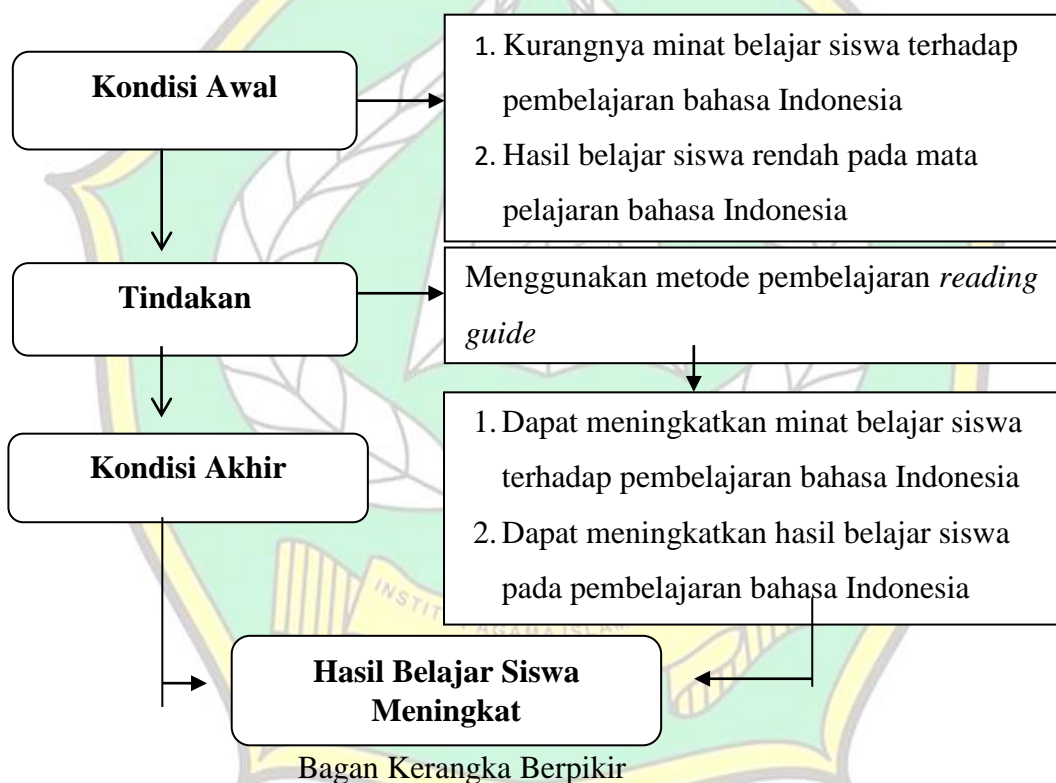 Kondisi Awal
1. Kurangnya minat belajar siswa terhadap
pembelajaran bahasa Indonesia
2. Hasil belajar siswa rendah pada mata
pelajaran bahasa Indonesia
Tindakan
Menggunakan metode pembelajaran reading
guide
Kondisi Akhir
1. Dapat meningkatkan minat belajar siswa
terhadap pembelajaran bahasa Indonesia
2. Dapat meningkatkan hasil belajar siswa
pada pembelajaran bahasa Indonesia
AGAMA ISLAM
Hasil Belajar Siswa
Meningkat
Bagan Kerangka Berpikir